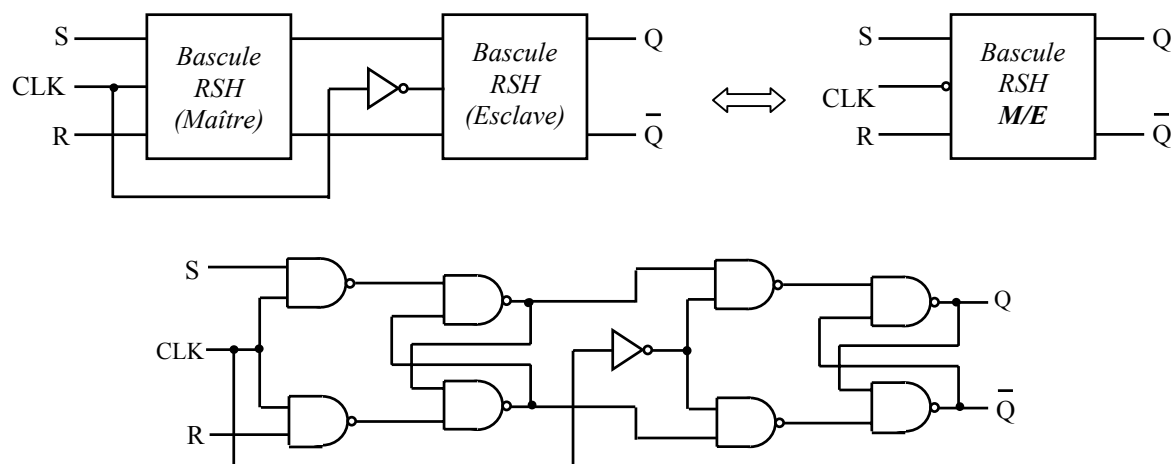 S
CLK
R
Bascule
RSH
(Maître)
Bascule
RSH
(Esclave)
Q
Q̅
S
CLK
R
Bascule
RSH
M/E
Q
Q̅
S
CLK
R
Q
Q̅